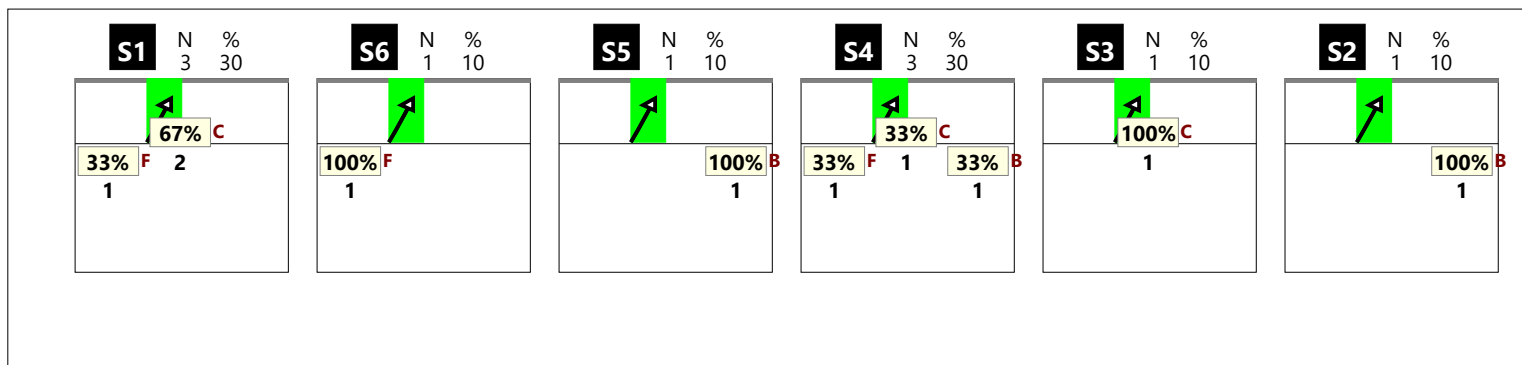 S1 N % S6 N % S5 N % S4 N % S3 N % S2 N %
3 30 1 10 1 10 3 30 1 10 1 10
67% C 33% C 100% C
33% F 2 100% F 100% B 33% F 1 33% B 1 100% B
1 1 1 1 1 1